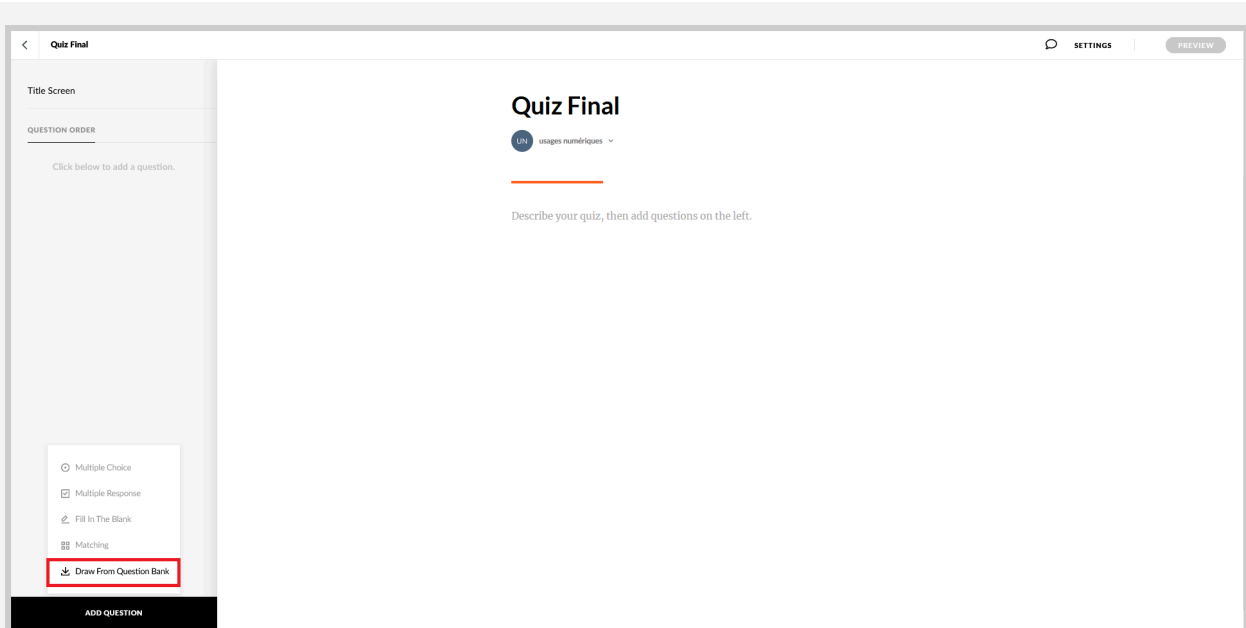 Quiz Final
SETTINGS
PREVIEW
Title Screen
QUESTION ORDER
Click below to add a question.
Quiz Final
UN usages numériques
Describe your quiz, then add questions on the left.
Multiple Choice
Multiple Response
Fill In The Blank
Matching
Draw From Question Bank
ADD QUESTION